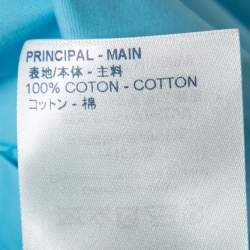 PRINCIPAL - MAIN
表地/本体 - 主料
100% COTON - COTTON
コットン - 棉